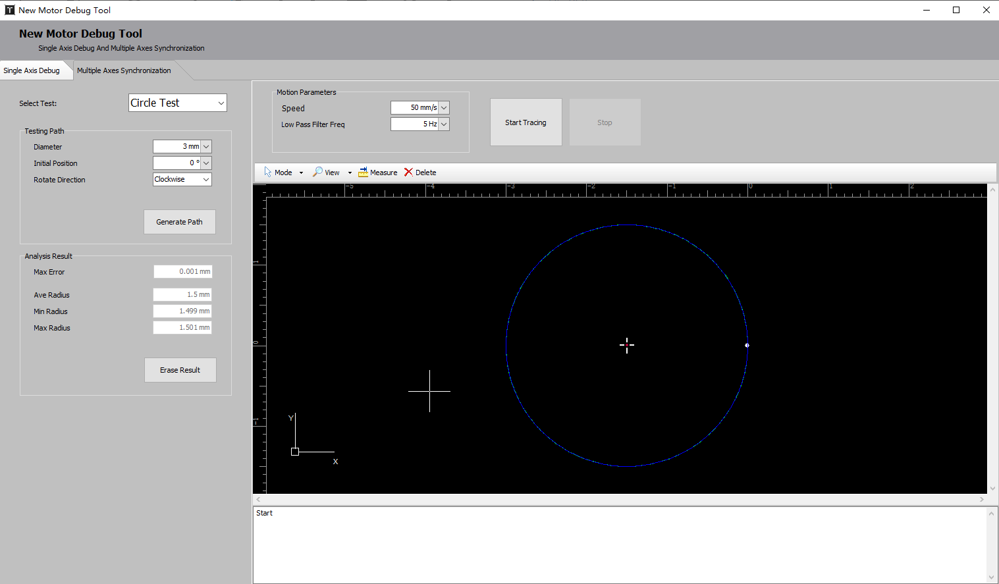 New Motor Debug Tool
New Motor Debug Tool
Single Axis Debug And Multiple Axes Synchronization
Single Axis Debug
Multiple Axes Synchronization
Select Test:
Circle Test
Testing Path
Diameter
3 mm
Initial Position
0 °
Rotate Direction
Clockwise
Generate Path
Analysis Result
Max Error
0.001 mm
Ave Radius
1.5 mm
Min Radius
1.499 mm
Max Radius
1.501 mm
Erase Result
Motion Parameters
Speed
50 mm/s
Low Pass Filter Freq
5 Hz
Start Tracing
Stop
Mode
View
Measure
Delete
-5
-4
-3
-2
-1
0
1
2
1
0
-1
Y
X
Start